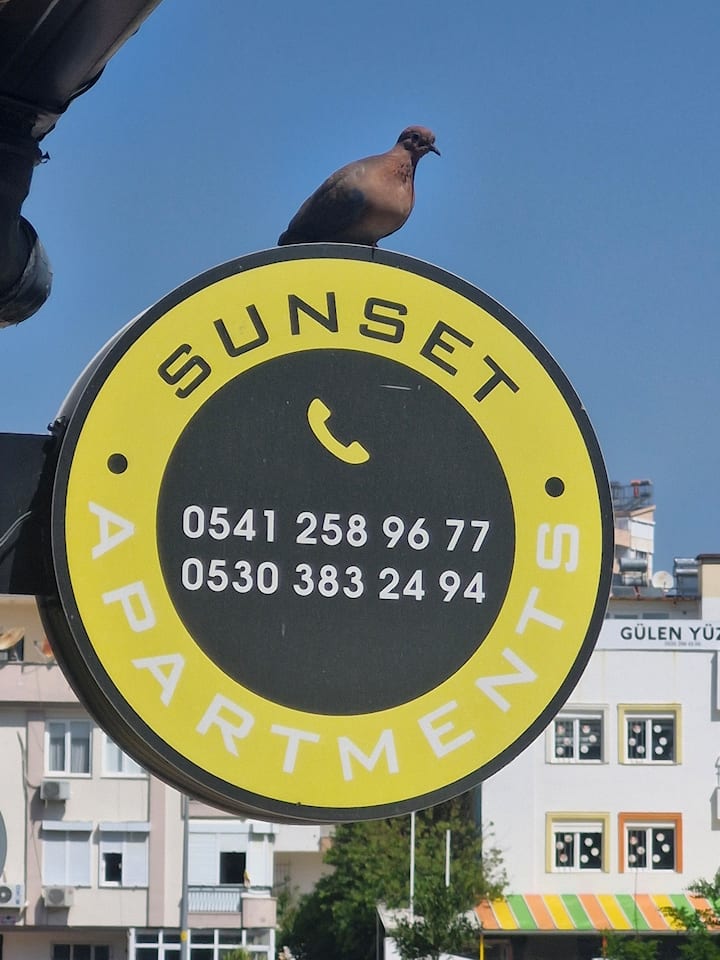 SUNSET
0541 258 96 77
0530 383 24 94
APARTMENTS
GÜLEN YÜZ